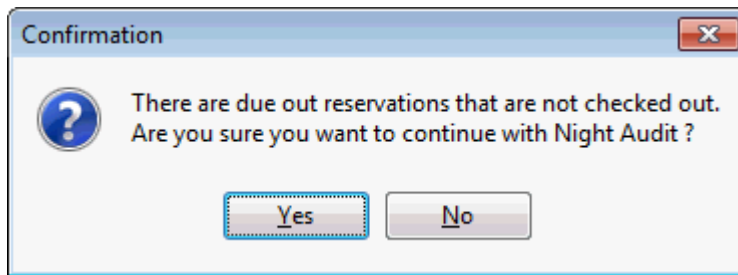 Confirmation
There are due out reservations that are not checked out.
Are you sure you want to continue with Night Audit ?
Yes
No